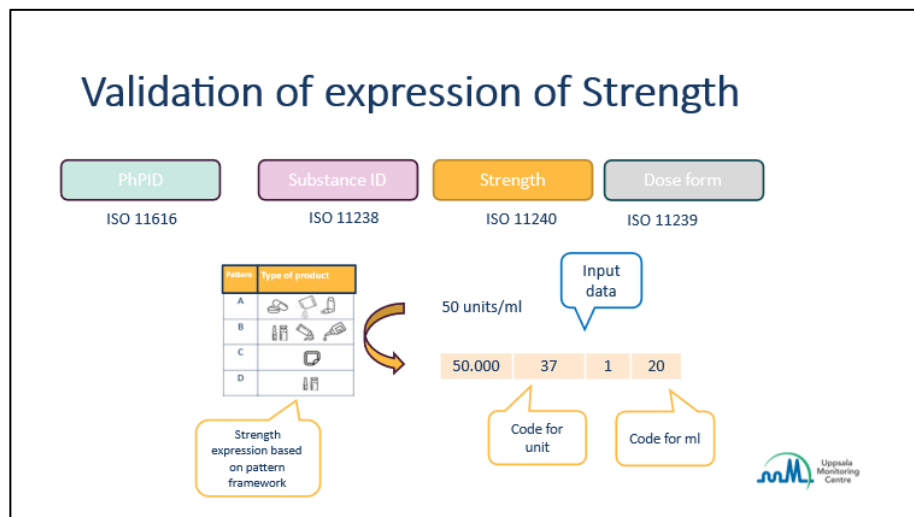 Validation of expression of Strength
PhPID
Substance ID
Strength
Dose form
ISO 11616
ISO 11238
ISO 11240
ISO 11239
Pattern
Type of product
A
B
C
D
Input
data
50 units/ml
50.000
37
1
20
Strength
expression based
on pattern
framework
Code for
unit
Code for ml
Uppsala
Monitoring
Centre